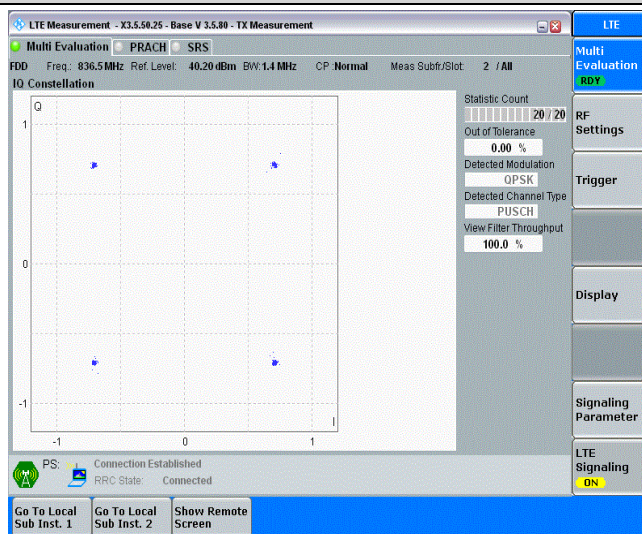 LTE Measurement - X3.5.50.25 - Base V 3.5.80 - TX Measurement
LTE
Multi Evaluation PRACH SRS
FDD Freq.: 836.5 MHz Ref. Level: 40.20 dBm BW:1.4 MHz CP :Normal Meas Subfr./Slot: 2 / All
IQ Constellation
Q
1
0
-1
-1 0 1
I
Statistic Count
20 / 20
Out of Tolerance
0.00 %
Detected Modulation
QPSK
Detected Channel Type
PUSCH
View Filter Throughput
100.0 %
Multi
Evaluation
RDY
RF
Settings
Trigger
Display
Signaling
Parameter
LTE
Signaling
ON
PS: Connection Established
RRC State: Connected
Go To Local
Sub Inst. 1
Go To Local
Sub Inst. 2
Show Remote
Screen